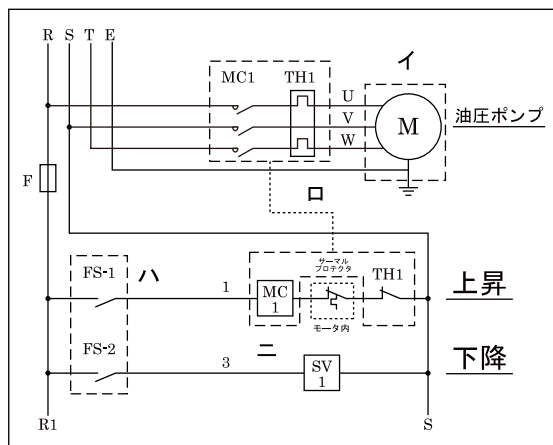 R S T E
イ
MC1 TH1
U
V
W
M
油圧ポンプ
F
ロ
サーマル
プロテクタ
FS-1
ハ
1
MC
1
TH1
上昇
モータ内
ニ
FS-2
3
SV
1
下降
R1
S